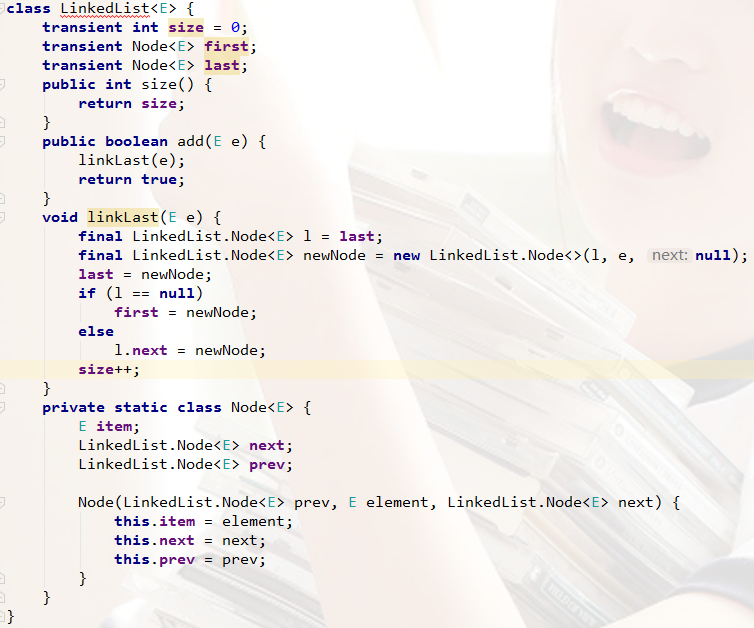 class LinkedList<E> {
    transient int size = 0;
    transient Node<E> first;
    transient Node<E> last;
    public int size() {
        return size;
    }
    public boolean add(E e) {
        linkLast(e);
        return true;
    }
    void linkLast(E e) {
        final LinkedList.Node<E> l = last;
        final LinkedList.Node<E> newNode = new LinkedList.Node<>(l, e, next: null);
        last = newNode;
        if (l == null)
            first = newNode;
        else
            l.next = newNode;
        size++;
    }
    private static class Node<E> {
        E item;
        LinkedList.Node<E> next;
        LinkedList.Node<E> prev;

        Node(LinkedList.Node<E> prev, E element, LinkedList.Node<E> next) {
            this.item = element;
            this.next = next;
            this.prev = prev;
        }
    }
}